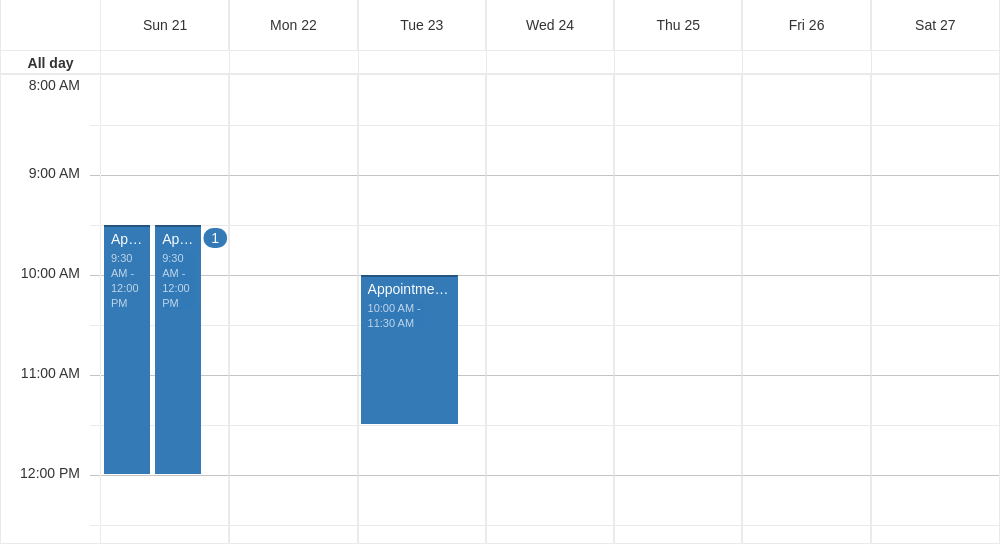 Sun 21
Mon 22
Tue 23
Wed 24
Thu 25
Fri 26
Sat 27
All day
8:00 AM
9:00 AM
10:00 AM
11:00 AM
12:00 PM
Ap…
9:30
AM -
12:00
PM
Ap…
9:30
AM -
12:00
PM
1
Appointme…
10:00 AM -
11:30 AM